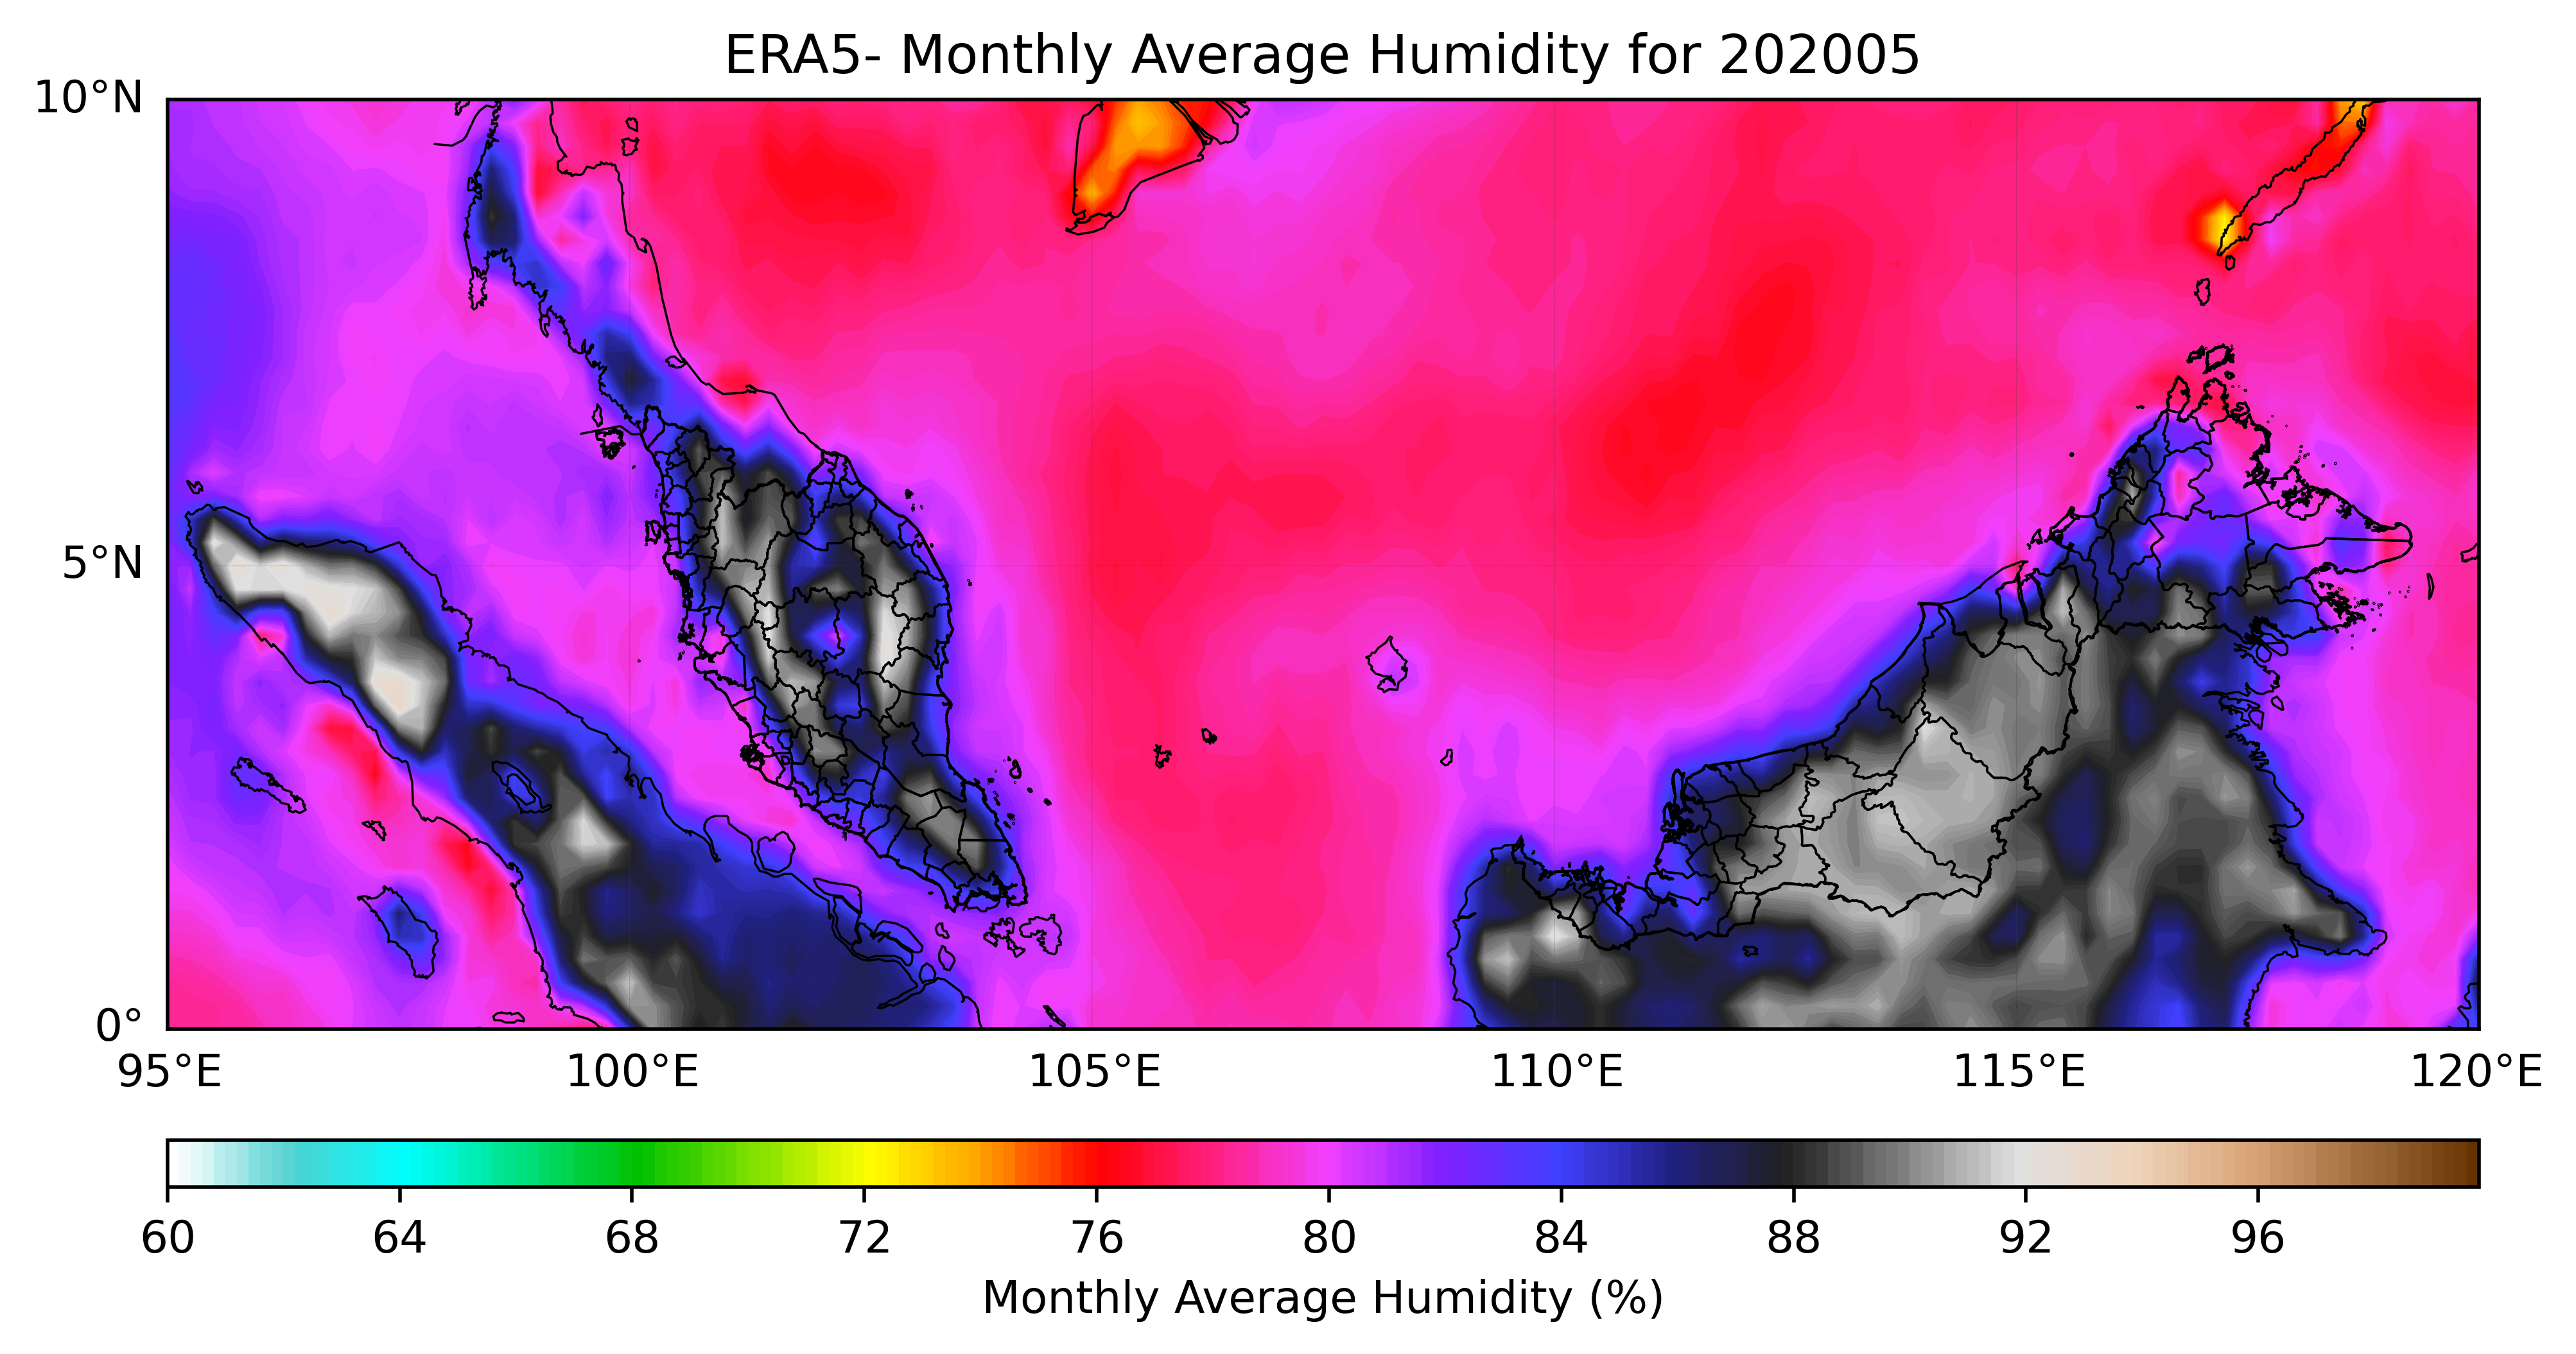 ERA5- Monthly Average Humidity for 202005
10°N
5°N
0°
95°E 100°E 105°E 110°E 115°E 120°E
60 64 68 72 76 80 84 88 92 96
Monthly Average Humidity (%)